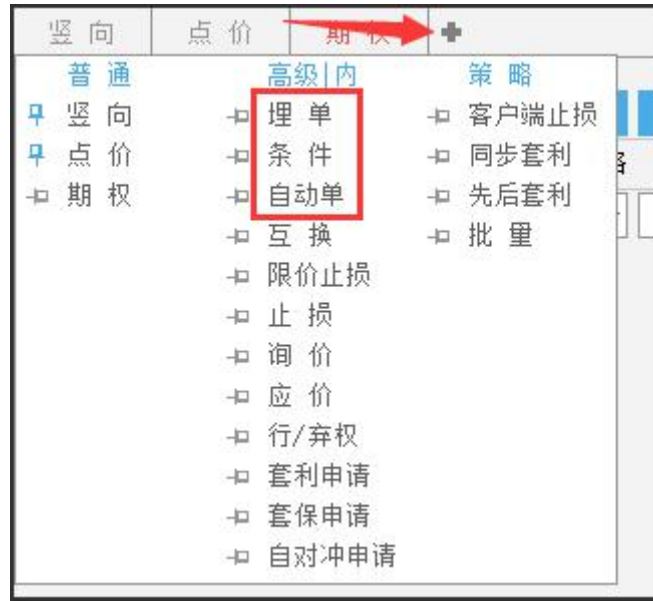 竖向 点价 期权
普通 高级|内 策略
竖向 埋单 客户端止损
点价 条件 同步套利
期权 自动单 先后套利
互换 批量
限价止损
止损
询价
应价
行/弃权
套利申请
套保申请
自对冲申请